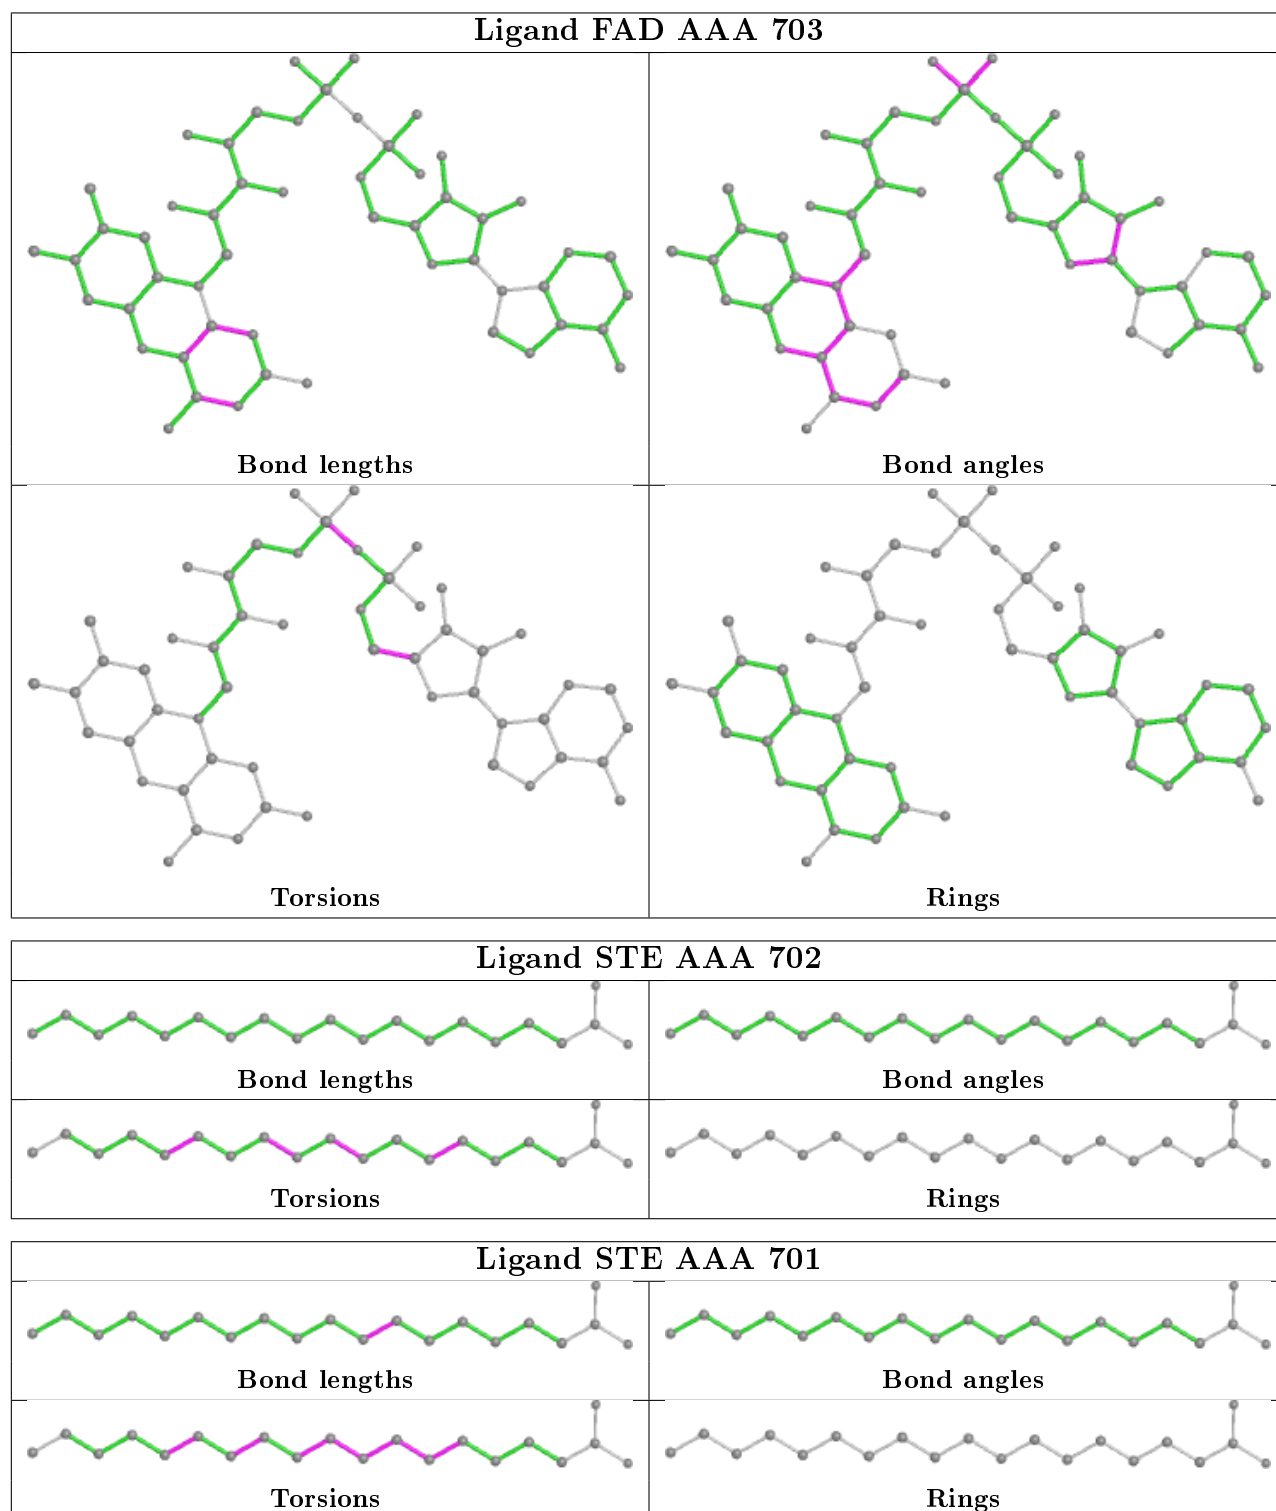 Ligand FAD AAA 703
Bond lengths
Bond angles
Torsions
Rings
Ligand STE AAA 702
Bond lengths
Bond angles
Torsions
Rings
Ligand STE AAA 701
Bond lengths
Bond angles
Torsions
Rings